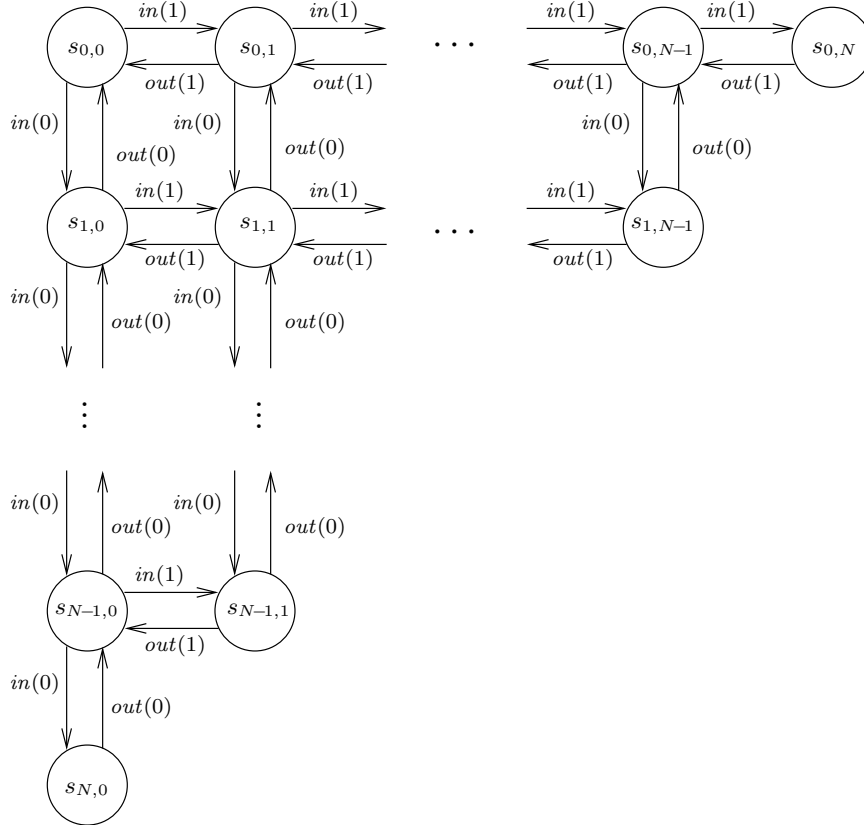 in(1) in(1) in(1) in(1)
s0,0 s0,1 · · · s0,N−1 s0,N
out(1) out(1) out(1) out(1)
in(0) in(0) in(0)
out(0) out(0) out(0)
in(1) in(1) in(1)
s1,0 s1,1 · · · s1,N−1
out(1) out(1) out(1)
in(0) in(0)
out(0) out(0)
⋮ ⋮
in(0) in(0)
out(0) out(0)
in(1)
sN−1,0 sN−1,1
out(1)
in(0)
out(0)
sN,0